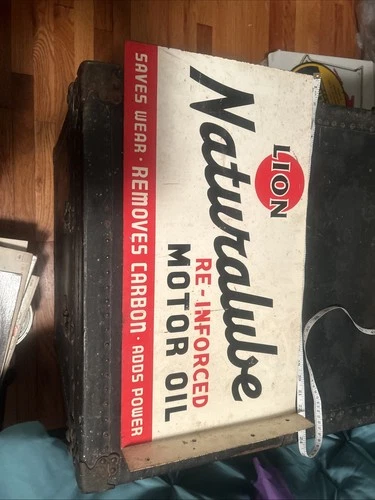 LION
Naturalube
RE-INFORCED
MOTOR OIL
SAVES WEAR · REMOVES CARBON · ADDS POWER